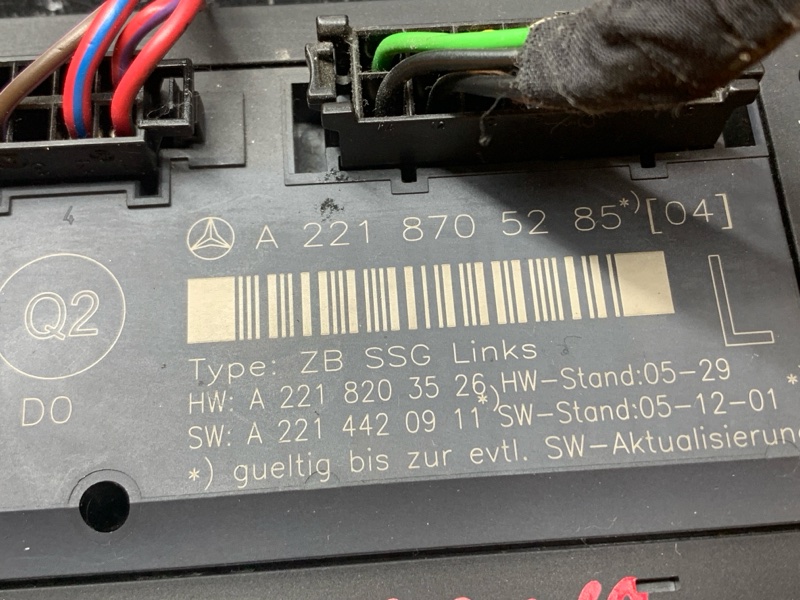 4
A 221 870 52 85*)[04]
Q2
DO
L
Type: ZB SSG Links
HW: A 221 820 35 26*) HW-Stand:05-29
SW: A 221 442 09 11*) SW-Stand:05-12-01 *
*) gueltig bis zur evtl. SW-Aktualisierung